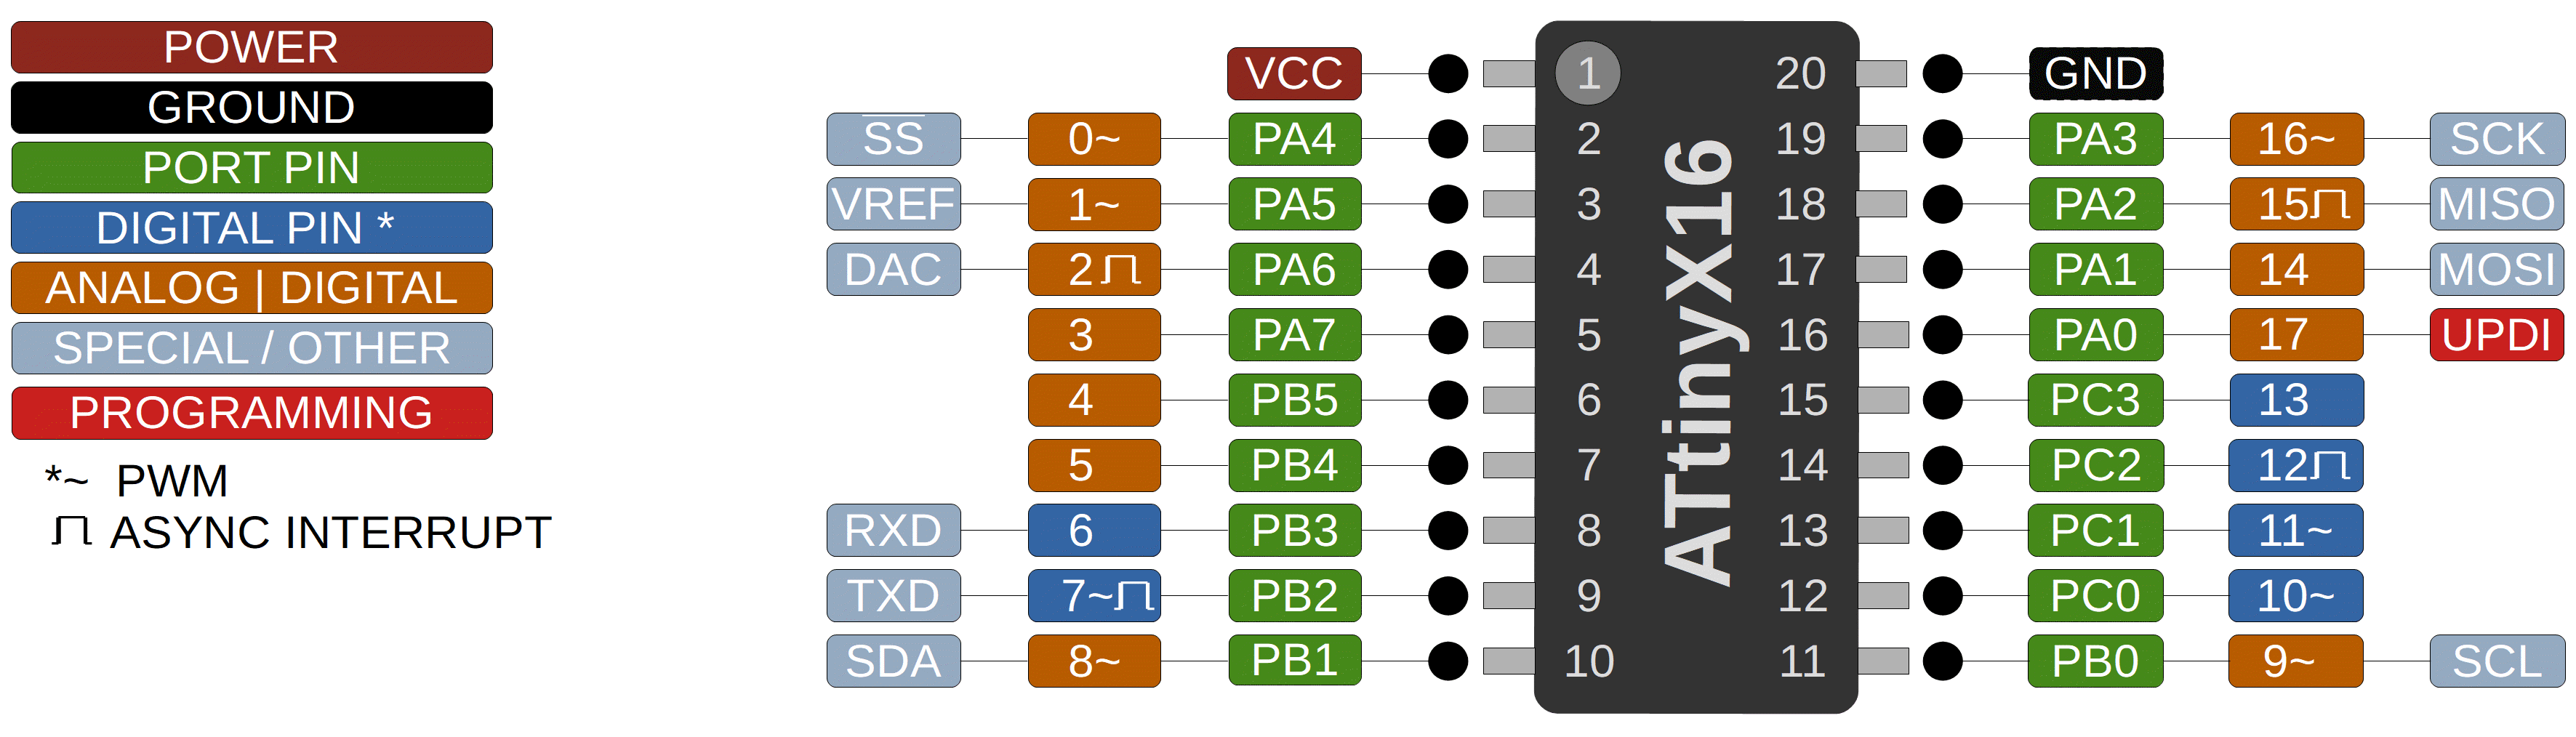 POWER
GROUND
PORT PIN
DIGITAL PIN *
ANALOG | DIGITAL
SPECIAL / OTHER
PROGRAMMING
*~ PWM
ASYNC INTERRUPT
VCC 1 20 GND
SS 0~ PA4 2 19 PA3 16~ SCK
VREF 1~ PA5 3 18 PA2 15 MISO
DAC 2 PA6 4 17 PA1 14 MOSI
3 PA7 5 16 PA0 17 UPDI
4 PB5 6 15 PC3 13
5 PB4 7 14 PC2 12
RXD 6 PB3 8 13 PC1 11~
TXD 7~ PB2 9 12 PC0 10~
SDA 8~ PB1 10 11 PB0 9~ SCL
ATtinyX16